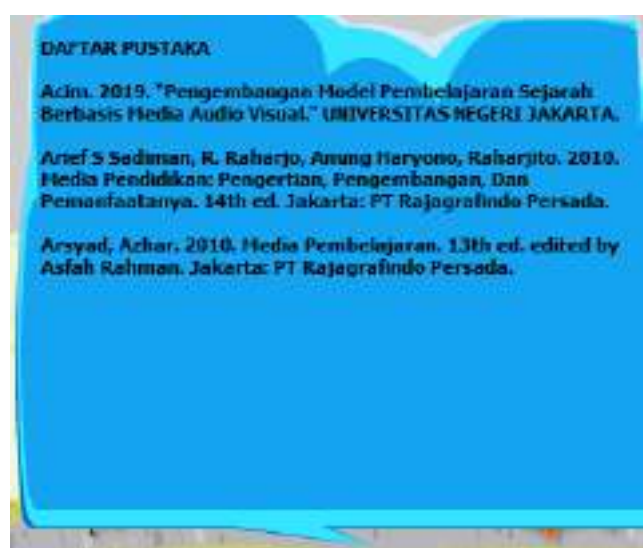 DAFTAR PUSTAKA
Acim. 2019. "Pengembangan Model Pembelajaran Sejarah
Berbasis Media Audio Visual." UNIVERSITAS NEGERI JAKARTA.
Arief S Sadiman, R. Raharjo, Anung Haryono, Raharjito. 2010.
Media Pendidikan: Pengertian, Pengembangan, Dan
Pemanfaatanya. 14th ed. Jakarta: PT Rajagrafindo Persada.
Arsyad, Azhar. 2010. Media Pembelajaran. 13th ed. edited by
Asfah Rahman. Jakarta: PT Rajagrafindo Persada.